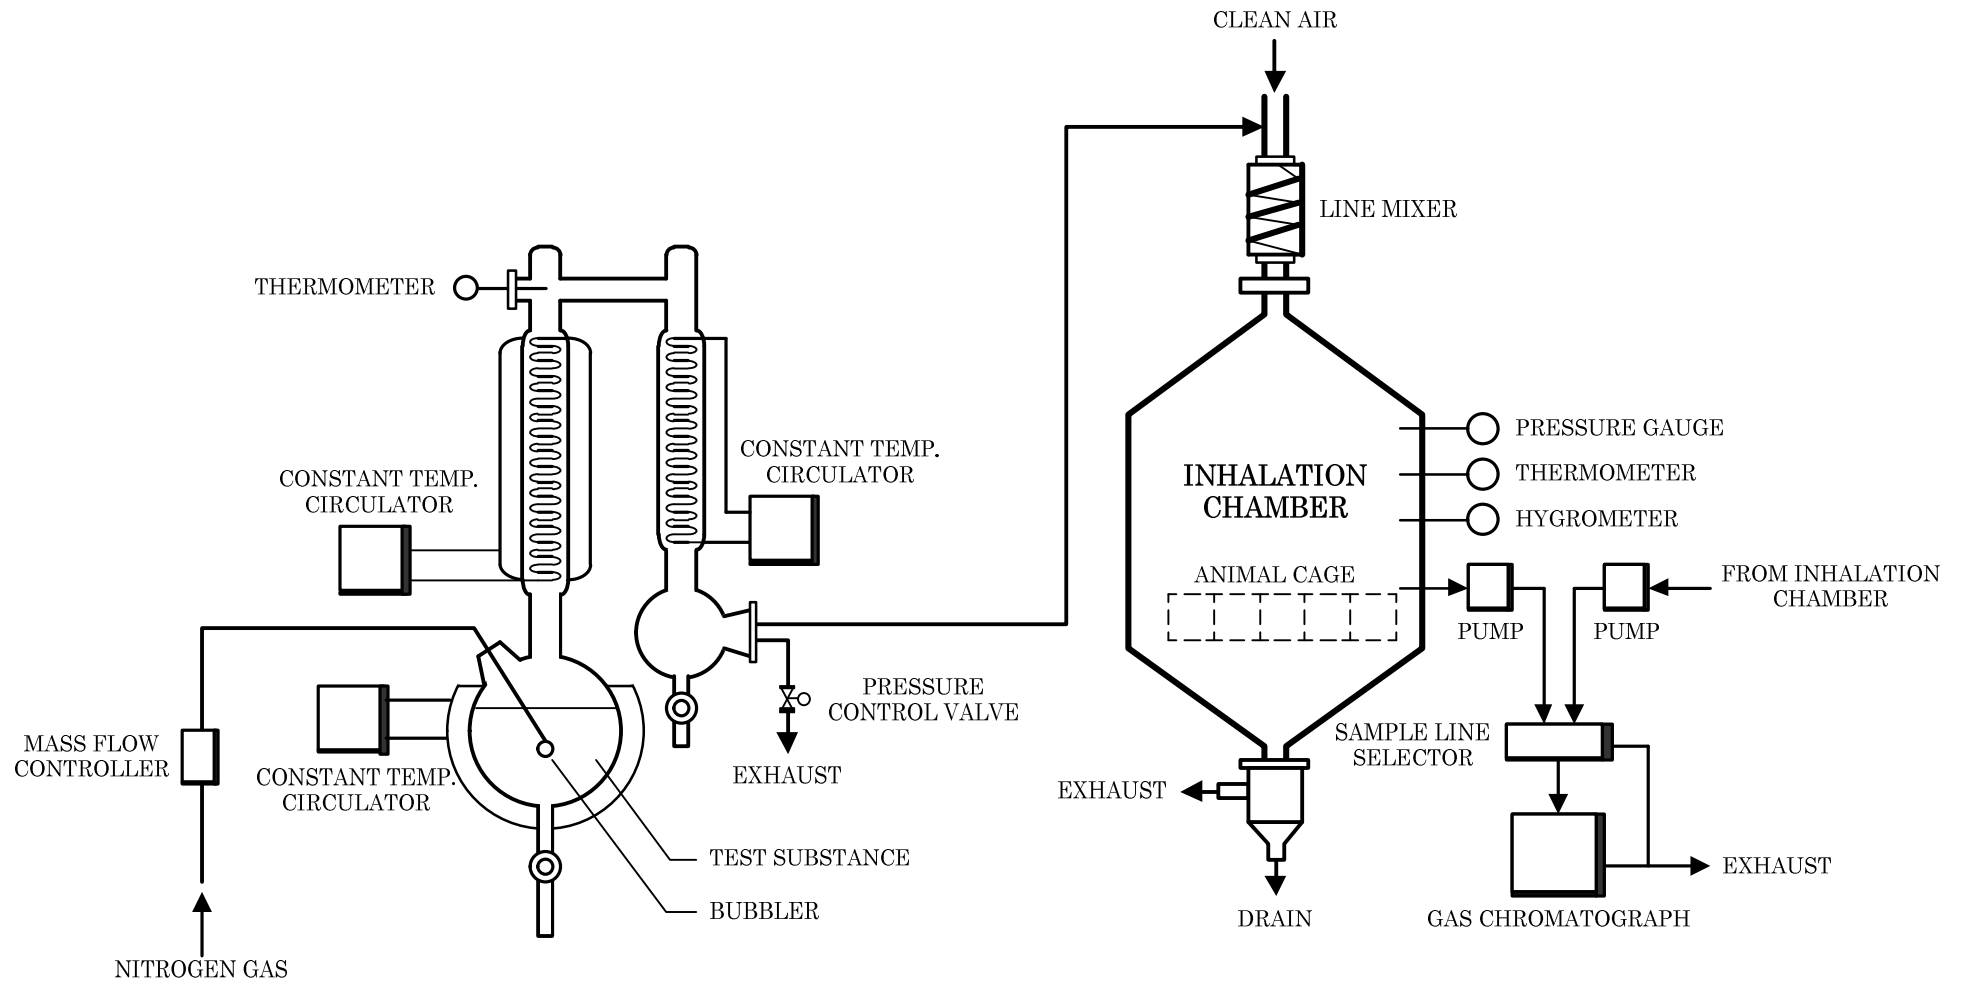 CLEAN AIR
LINE MIXER
THERMOMETER
CONSTANT TEMP.
CIRCULATOR
CONSTANT TEMP.
CIRCULATOR
PRESSURE GAUGE
INHALATION
CHAMBER
THERMOMETER
HYGROMETER
ANIMAL CAGE
FROM INHALATION
CHAMBER
PUMP
PUMP
PRESSURE
CONTROL VALVE
MASS FLOW
CONTROLLER
CONSTANT TEMP.
CIRCULATOR
EXHAUST
SAMPLE LINE
SELECTOR
EXHAUST
TEST SUBSTANCE
EXHAUST
BUBBLER
DRAIN
GAS CHROMATOGRAPH
NITROGEN GAS